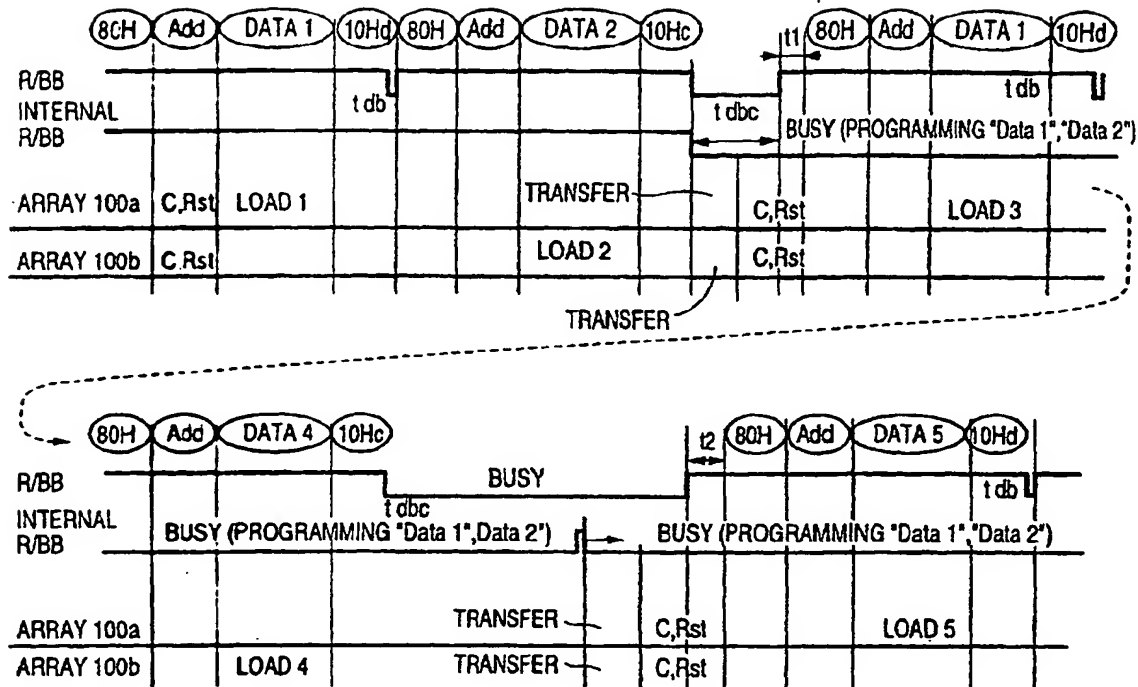 80H Add DATA 1 10Hd 80H Add DATA 2 10Hc t1 80H Add DATA 1 10Hd
R/BB t db t dbc t db
INTERNAL
R/BB BUSY (PROGRAMMING "Data 1","Data 2")
ARRAY 100a C,Rst LOAD 1 TRANSFER C,Rst LOAD 3
ARRAY 100b C.Rst LOAD 2 C,Rst
TRANSFER
80H Add DATA 4 10Hc t2 80H Add DATA 5 10Hd
R/BB BUSY t db
t dbc
INTERNAL
R/BB BUSY (PROGRAMMING "Data 1",Data 2") BUSY (PROGRAMMING "Data 1","Data 2")
ARRAY 100a TRANSFER C,Rst LOAD 5
ARRAY 100b LOAD 4 TRANSFER C,Rst